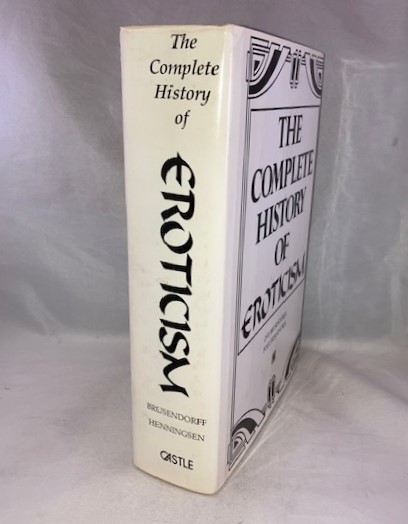 The
Complete
History
of
EROTICISM
BRUSENDORFF
HENNINGSEN
CASTLE
THE
COMPLETE
HISTORY
OF
EROTICISM